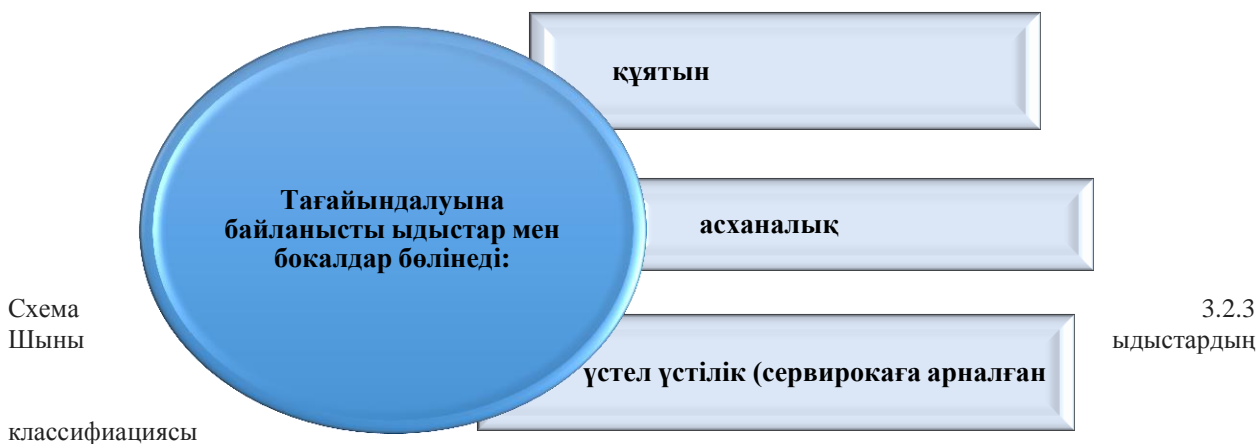 құятын
Тағайындалуына
байланысты ыдыстар мен
бокалдар бөлінеді:
асханалық
Схема 3.2.3
Шыны ыдыстардың
үстел үстілік (сервирокаға арналған
классифиациясы